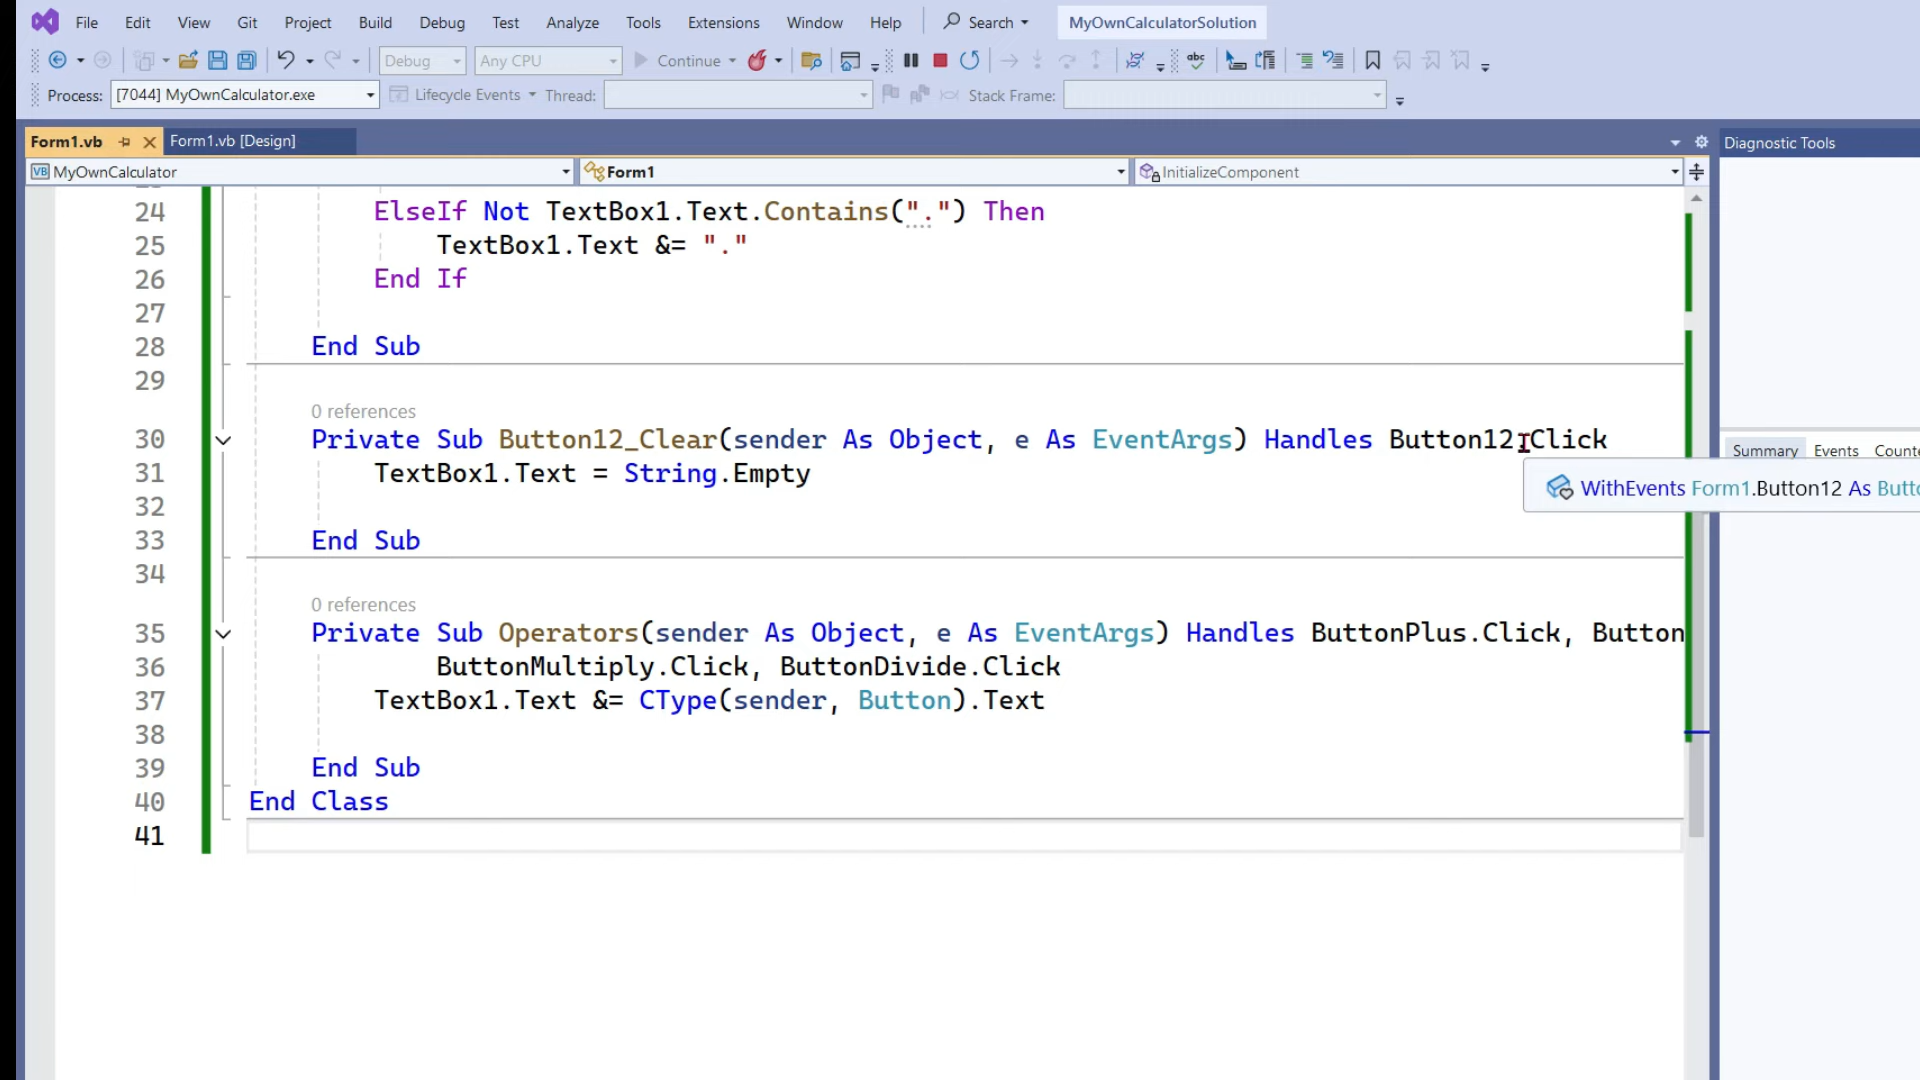 File Edit View Git Project Build Debug Test Analyze Tools Extensions Window Help Search MyOwnCalculatorSolution
Debug Any CPU Continue
Process: [7044] MyOwnCalculator.exe Lifecycle Events Thread: Stack Frame:
Form1.vb Form1.vb [Design] Diagnostic Tools
VB MyOwnCalculator Form1 InitializeComponent
24 ElseIf Not TextBox1.Text.Contains(".") Then
25 TextBox1.Text &= "."
26 End If
27
28 End Sub
29
0 references
30 Private Sub Button12_Clear(sender As Object, e As EventArgs) Handles Button12.Click
Summary Events Counte
31 TextBox1.Text = String.Empty
WithEvents Form1.Button12 As Butto
32
33 End Sub
34
0 references
35 Private Sub Operators(sender As Object, e As EventArgs) Handles ButtonPlus.Click, Button
36 ButtonMultiply.Click, ButtonDivide.Click
37 TextBox1.Text &= CType(sender, Button).Text
38
39 End Sub
40 End Class
41